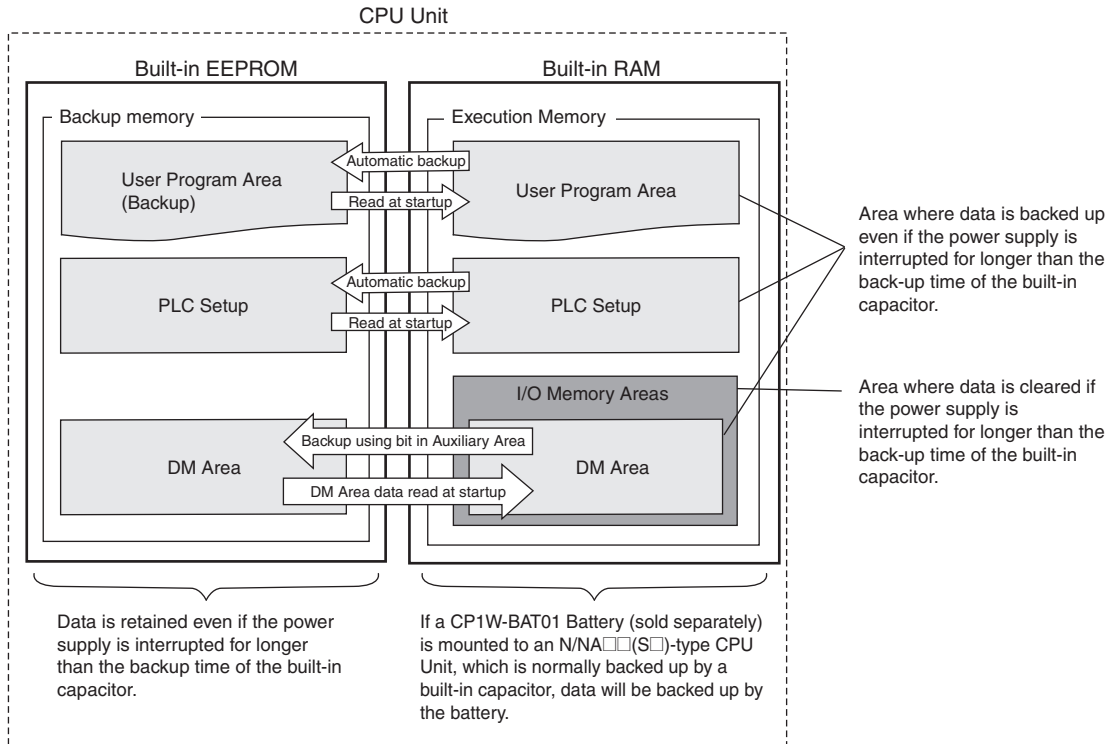 CPU Unit
Built-in EEPROM
Built-in RAM
Backup memory
Execution Memory
User Program Area
(Backup)
Automatic backup
Read at startup
User Program Area
PLC Setup
Automatic backup
Read at startup
PLC Setup
I/O Memory Areas
DM Area
Backup using bit in Auxiliary Area
DM Area data read at startup
DM Area
Area where data is backed up
even if the power supply is
interrupted for longer than the
back-up time of the built-in
capacitor.
Area where data is cleared if
the power supply is
interrupted for longer than the
back-up time of the built-in
capacitor.
Data is retained even if the power
supply is interrupted for longer
than the backup time of the built-in
capacitor.
If a CP1W-BAT01 Battery (sold separately)
is mounted to an N/NA□□(S□)-type CPU
Unit, which is normally backed up by a
built-in capacitor, data will be backed up by
the battery.